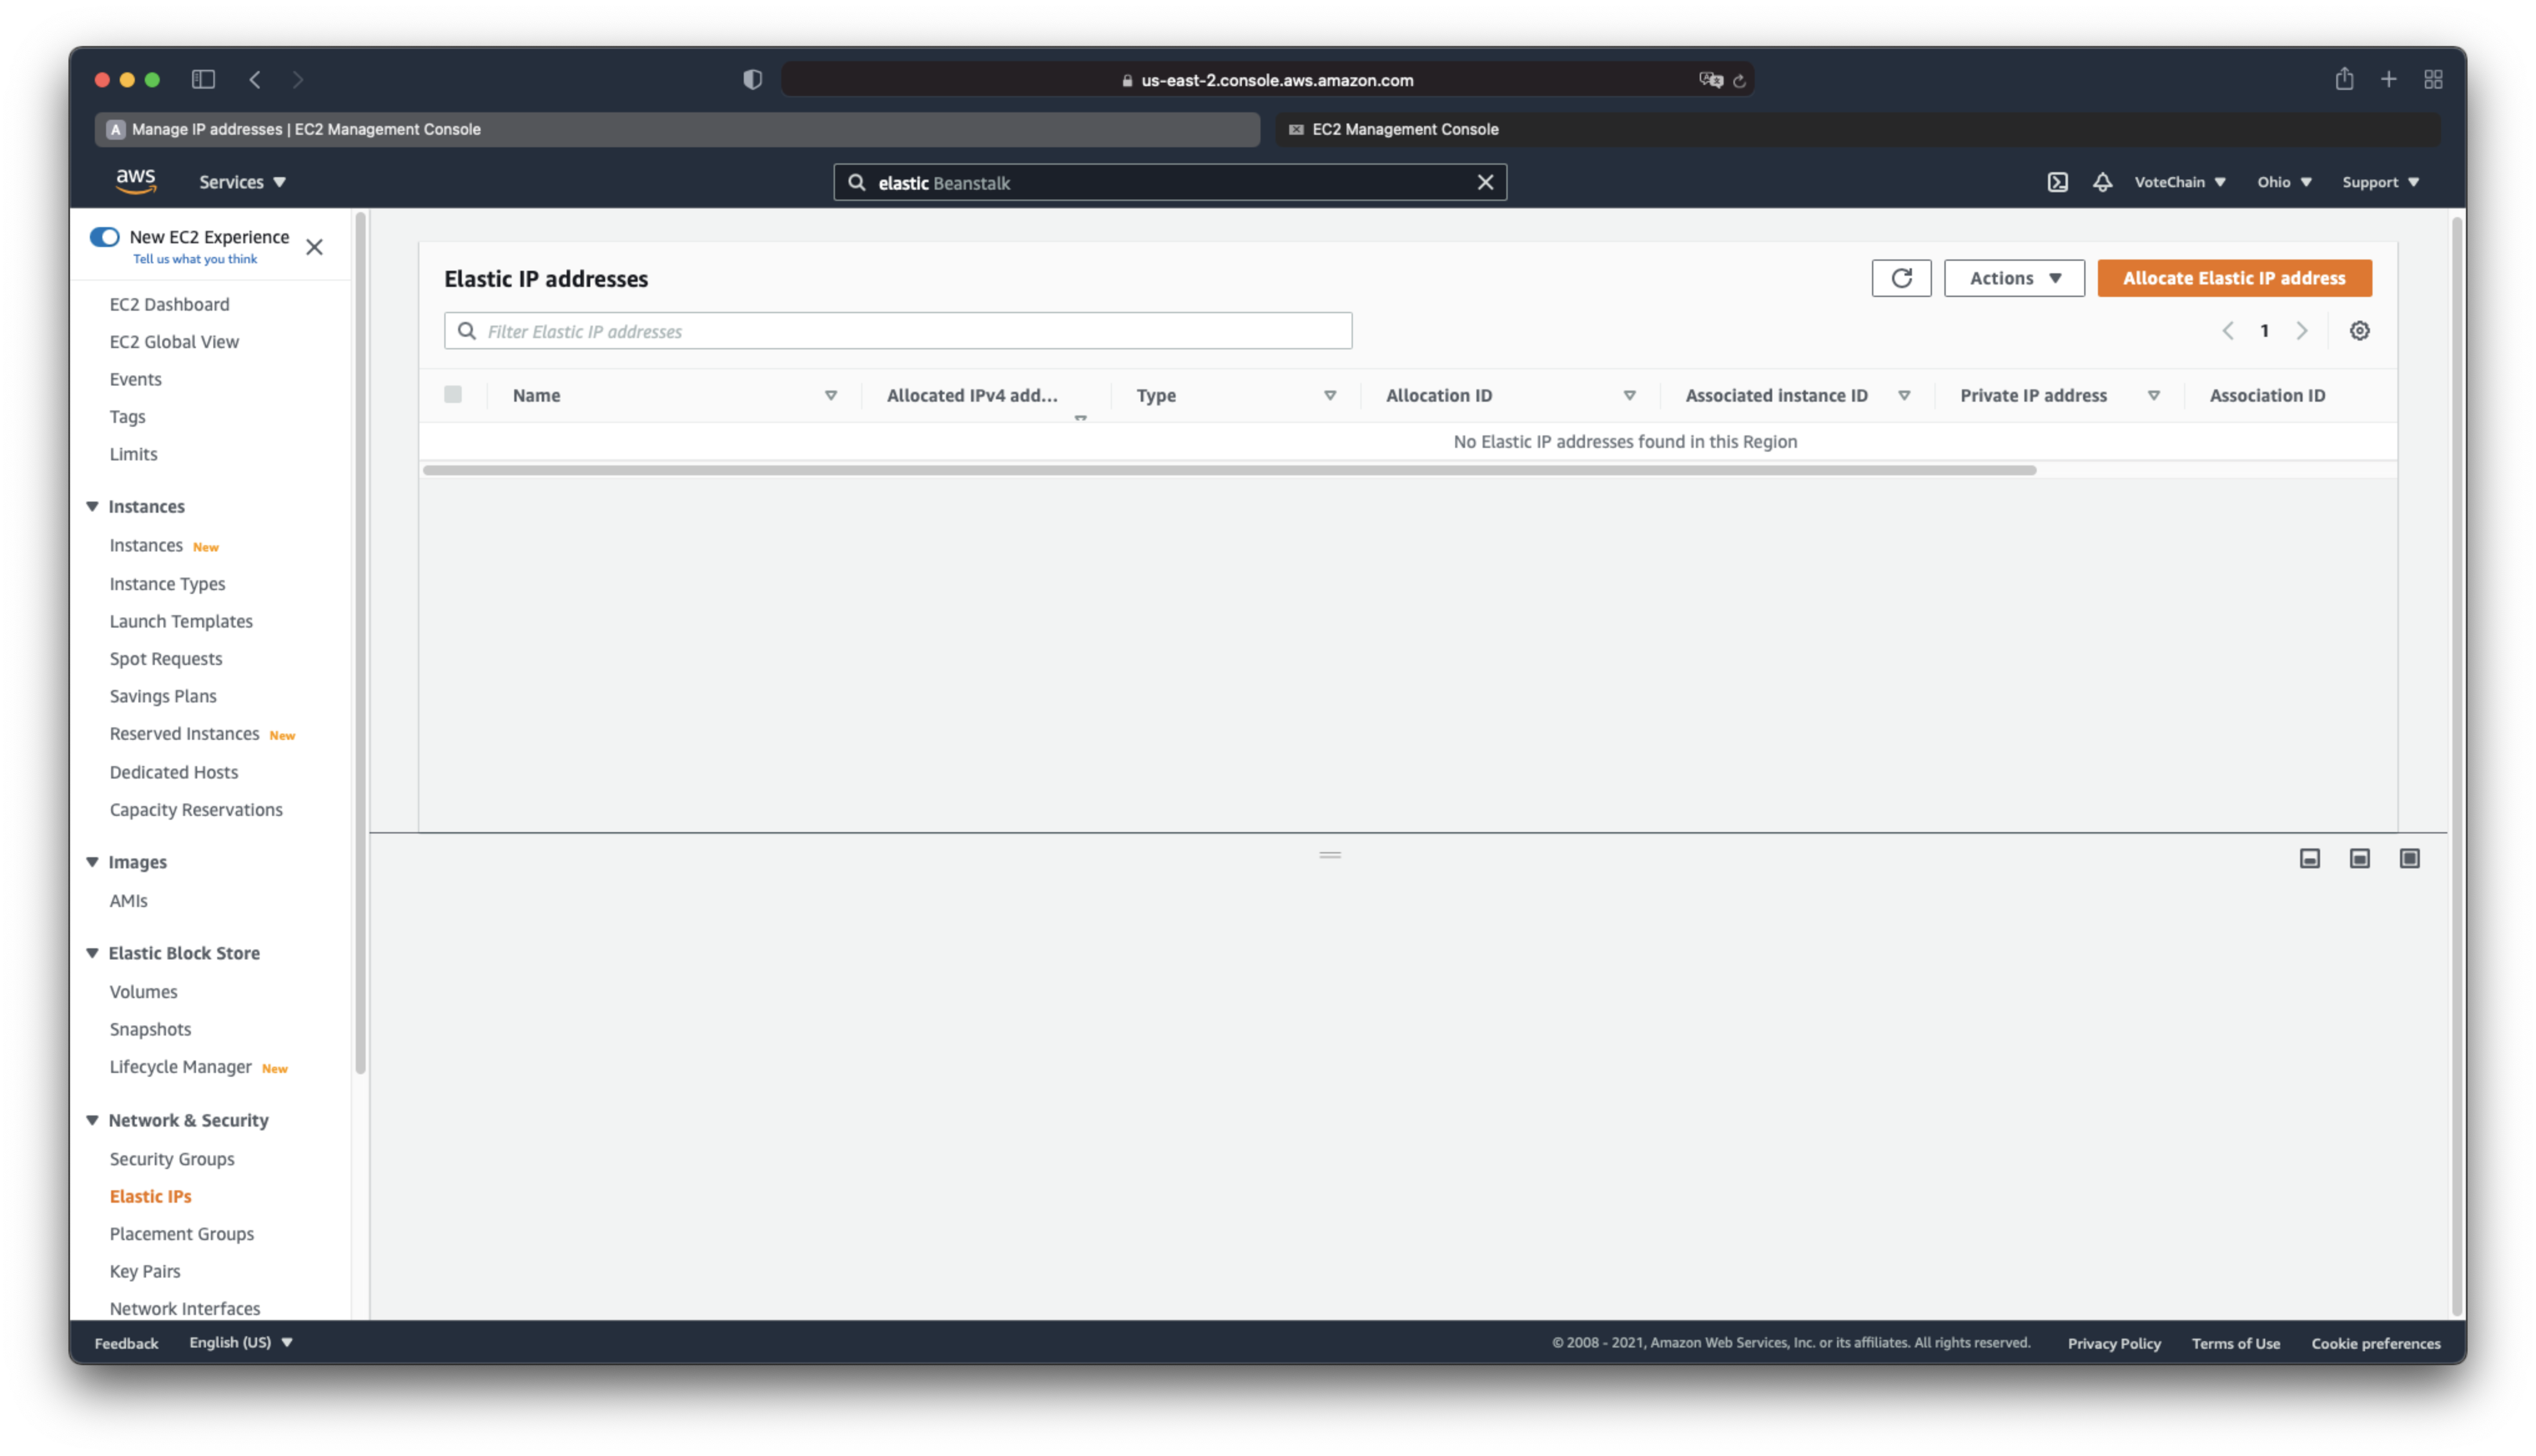 us-east-2.console.aws.amazon.com
A Manage IP addresses | EC2 Management Console
EC2 Management Console
aws
Services
elastic Beanstalk
VoteChain
Ohio
Support
New EC2 Experience
Tell us what you think
EC2 Dashboard
EC2 Global View
Events
Tags
Limits
Instances
Instances New
Instance Types
Launch Templates
Spot Requests
Savings Plans
Reserved Instances New
Dedicated Hosts
Capacity Reservations
Images
AMIs
Elastic Block Store
Volumes
Snapshots
Lifecycle Manager New
Network & Security
Security Groups
Elastic IPs
Placement Groups
Key Pairs
Network Interfaces
Elastic IP addresses
Actions
Allocate Elastic IP address
Filter Elastic IP addresses
1
Name
Allocated IPv4 add...
Type
Allocation ID
Associated instance ID
Private IP address
Association ID
No Elastic IP addresses found in this Region
Feedback
English (US)
© 2008 - 2021, Amazon Web Services, Inc. or its affiliates. All rights reserved.
Privacy Policy
Terms of Use
Cookie preferences